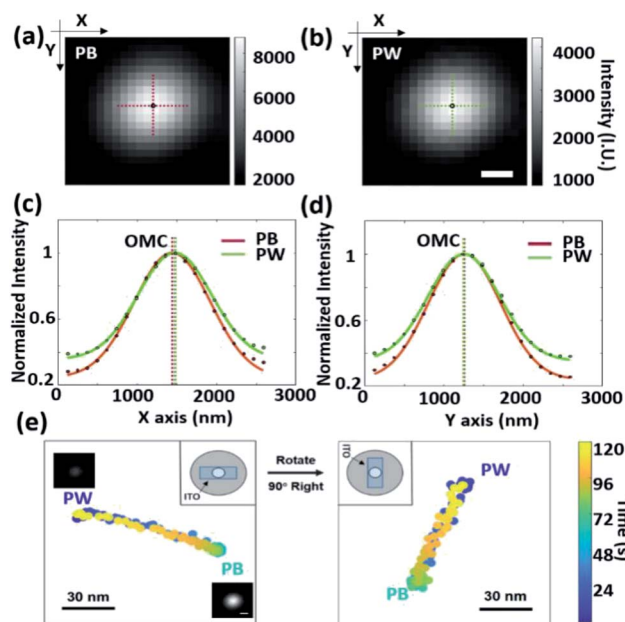 (a) X Y PB 8000 6000 4000 2000
(b) X Y PW 4000 3000 2000 1000 Intensity (I.U.)
(c) OMC PB PW
Normalized Intensity
1 0.6 0.2
0 1000 2000 3000
X axis (nm)
(d) OMC PB PW
Normalized Intensity
1 0.6 0.2
0 1000 2000 3000
Y axis (nm)
(e) PW PB ITO 30 nm
Rotate
90° Right
ITO PW PB 30 nm
120 96 72 48 24
Time (s)